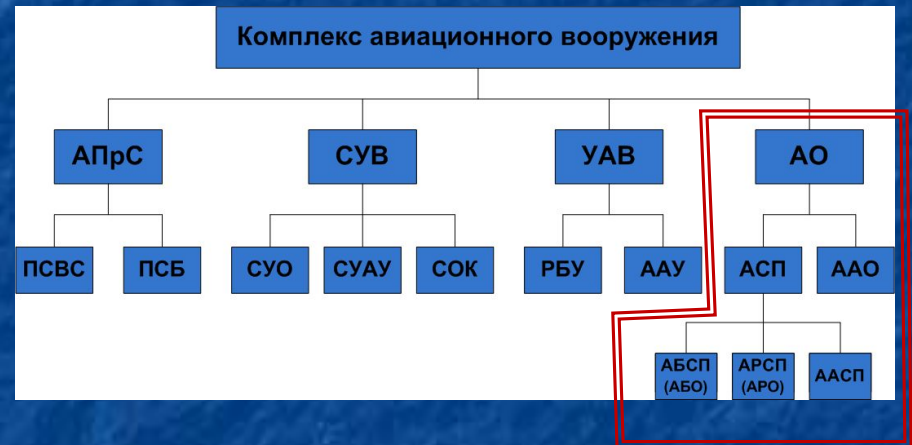 Комплекс авиационного вооружения
АПрС
СУВ
УАВ
АО
ПСВС
ПСБ
СУО
СУАУ
СОК
РБУ
ААУ
АСП
ААО
АБСП
(АБО)
АРСП
(АРО)
ААСП